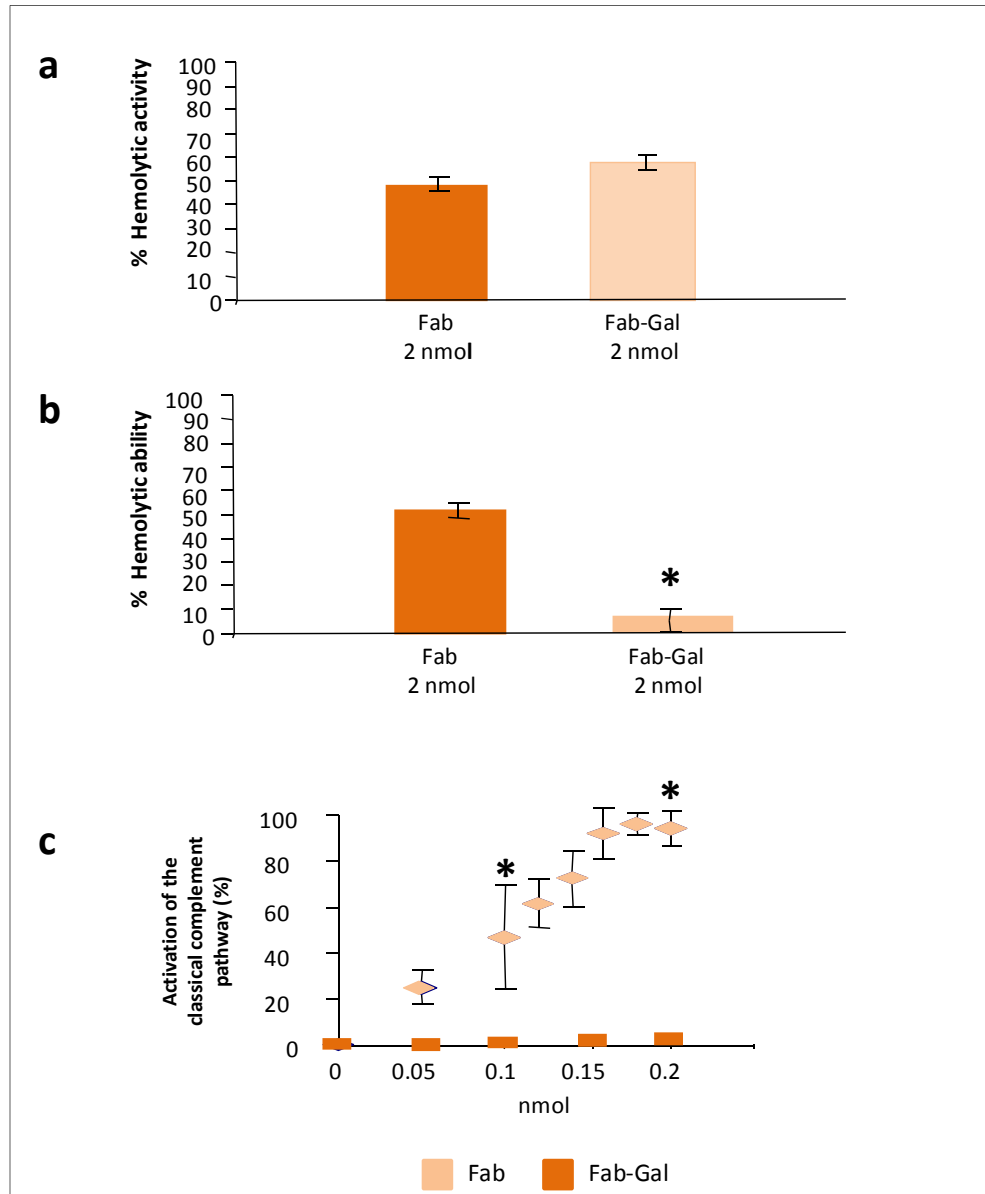 a
% Hemolytic activity
100
90
80
70
60
50
40
30
20
10
0
Fab
2 nmol
Fab-Gal
2 nmol
b
% Hemolytic ability
100
90
80
70
60
50
40
30
20
10
0
*
Fab
2 nmol
Fab-Gal
2 nmol
c
Activation of the
classical complement
pathway (%)
100
80
60
40
20
0
*
*
0 0.05 0.1 0.15 0.2
nmol
Fab Fab-Gal